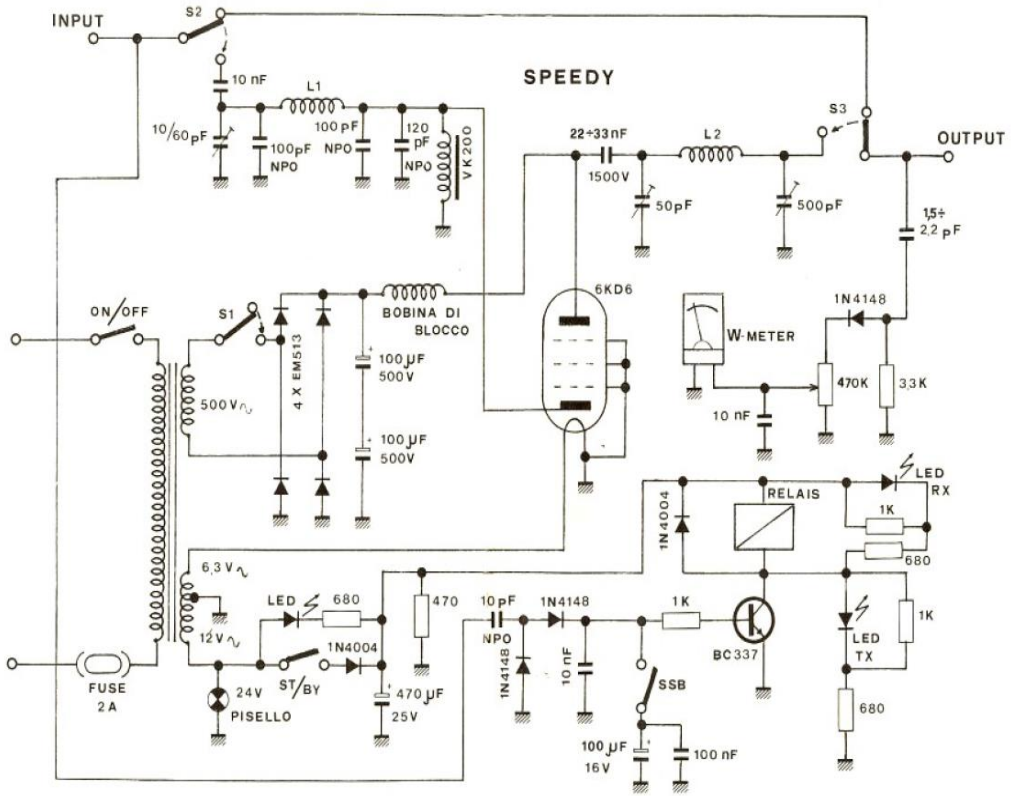 INPUT
S2
SPEEDY
10 nF
L1
10/60pF
100pF
NPO
100 pF
NPO
120
pF
NPO
VK200
22÷33nF
1500V
L2
S3
OUTPUT
50pF
500pF
1,5÷
2,2 pF
ON/OFF
S1
BOBINA DI
BLOCCO
4 X EM513
100 µF
500V
100 µF
500V
500V∿
6KD6
W-METER
1N4148
470K
3,3K
10 nF
LED
RX
RELAIS
1N4004
1K
680
6,3V∿
12V∿
LED
680
470
10 pF
NPO
1N4148
1K
BC337
LED
TX
1K
1N4004
ST/BY
1N4148
10 nF
SSB
FUSE
2A
24V
PISELLO
470 µF
25V
680
100 µF
16V
100 nF